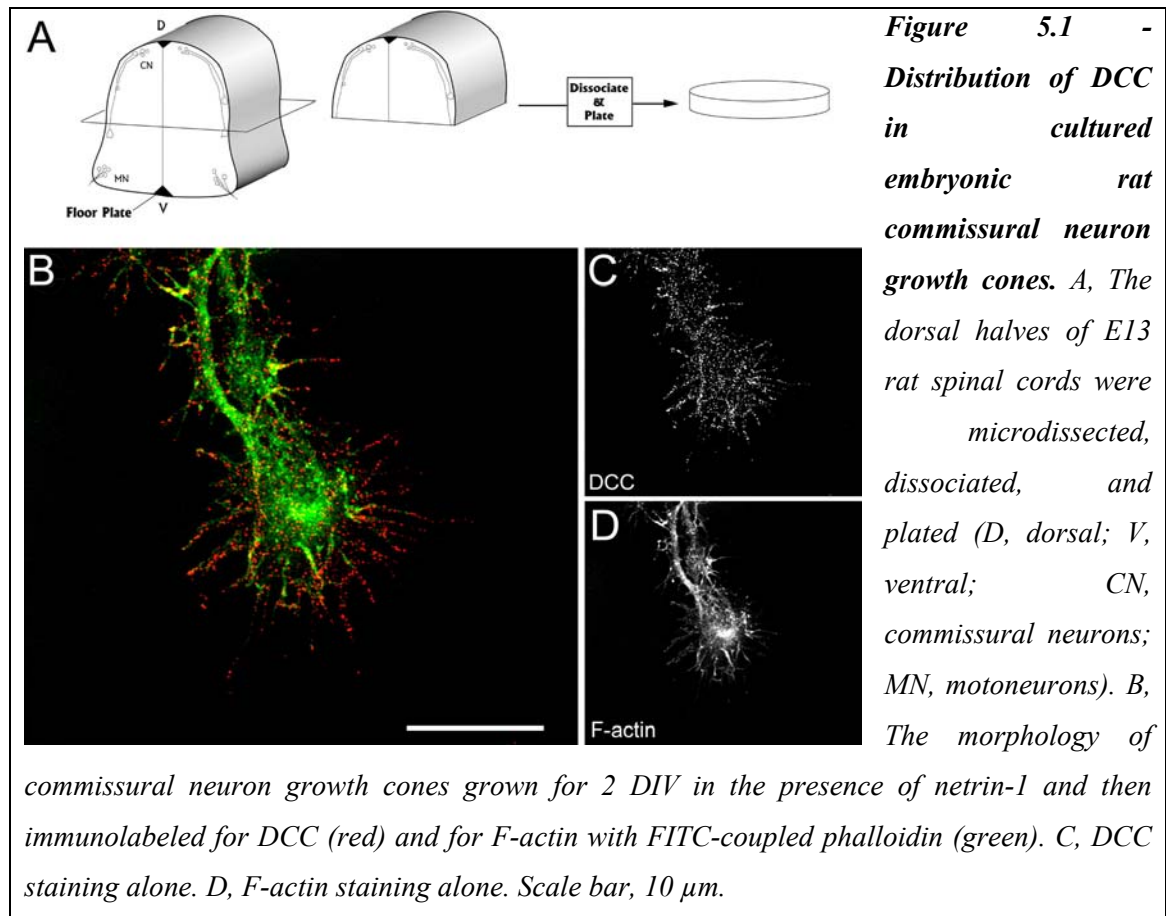 A
D
CN
MN
Floor Plate
V
Dissociate
&
Plate
B
C
DCC
D
F-actin
Figure 5.1 -
Distribution of DCC
in cultured
embryonic rat
commissural neuron
growth cones. A, The
dorsal halves of E13
rat spinal cords were
microdissected,
dissociated, and
plated (D, dorsal; V,
ventral; CN,
commissural neurons;
MN, motoneurons). B,
The morphology of
commissural neuron growth cones grown for 2 DIV in the presence of netrin-1 and then
immunolabeled for DCC (red) and for F-actin with FITC-coupled phalloidin (green). C, DCC
staining alone. D, F-actin staining alone. Scale bar, 10 µm.